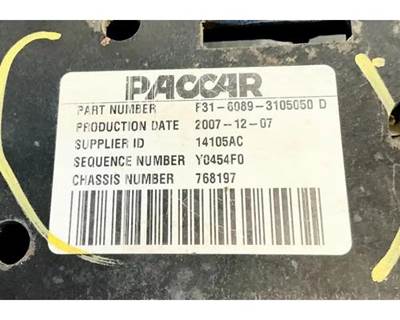 PACCAR
PART NUMBER F31-6089-3105050 D
PRODUCTION DATE 2007-12-07
SUPPLIER ID 14105AC
SEQUENCE NUMBER Y0454F0
CHASSIS NUMBER 768197